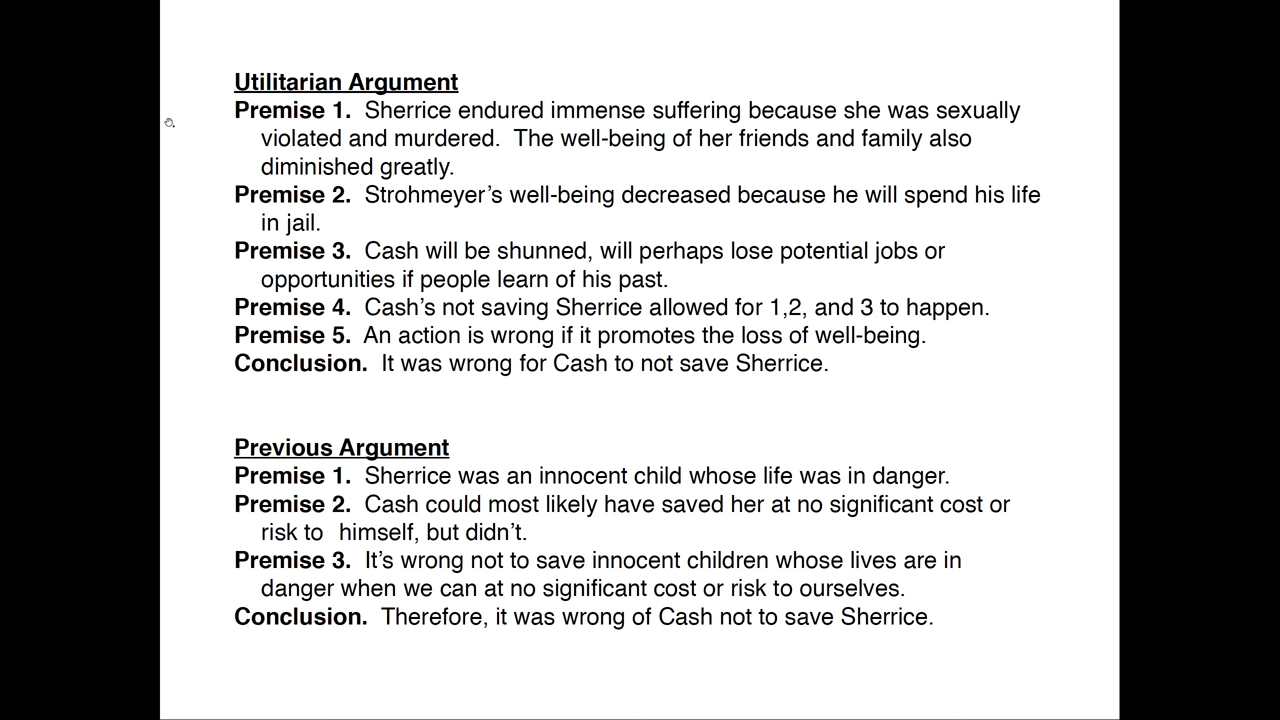 Utilitarian Argument
Premise 1.  Sherrice endured immense suffering because she was sexually
violated and murdered.  The well-being of her friends and family also
diminished greatly.
Premise 2.  Strohmeyer’s well-being decreased because he will spend his life
in jail.
Premise 3.  Cash will be shunned, will perhaps lose potential jobs or
opportunities if people learn of his past.
Premise 4.  Cash’s not saving Sherrice allowed for 1,2, and 3 to happen.
Premise 5.  An action is wrong if it promotes the loss of well-being.
Conclusion.  It was wrong for Cash to not save Sherrice.
Previous Argument
Premise 1.  Sherrice was an innocent child whose life was in danger.
Premise 2.  Cash could most likely have saved her at no significant cost or
risk to  himself, but didn’t.
Premise 3.  It’s wrong not to save innocent children whose lives are in
danger when we can at no significant cost or risk to ourselves.
Conclusion.  Therefore, it was wrong of Cash not to save Sherrice.